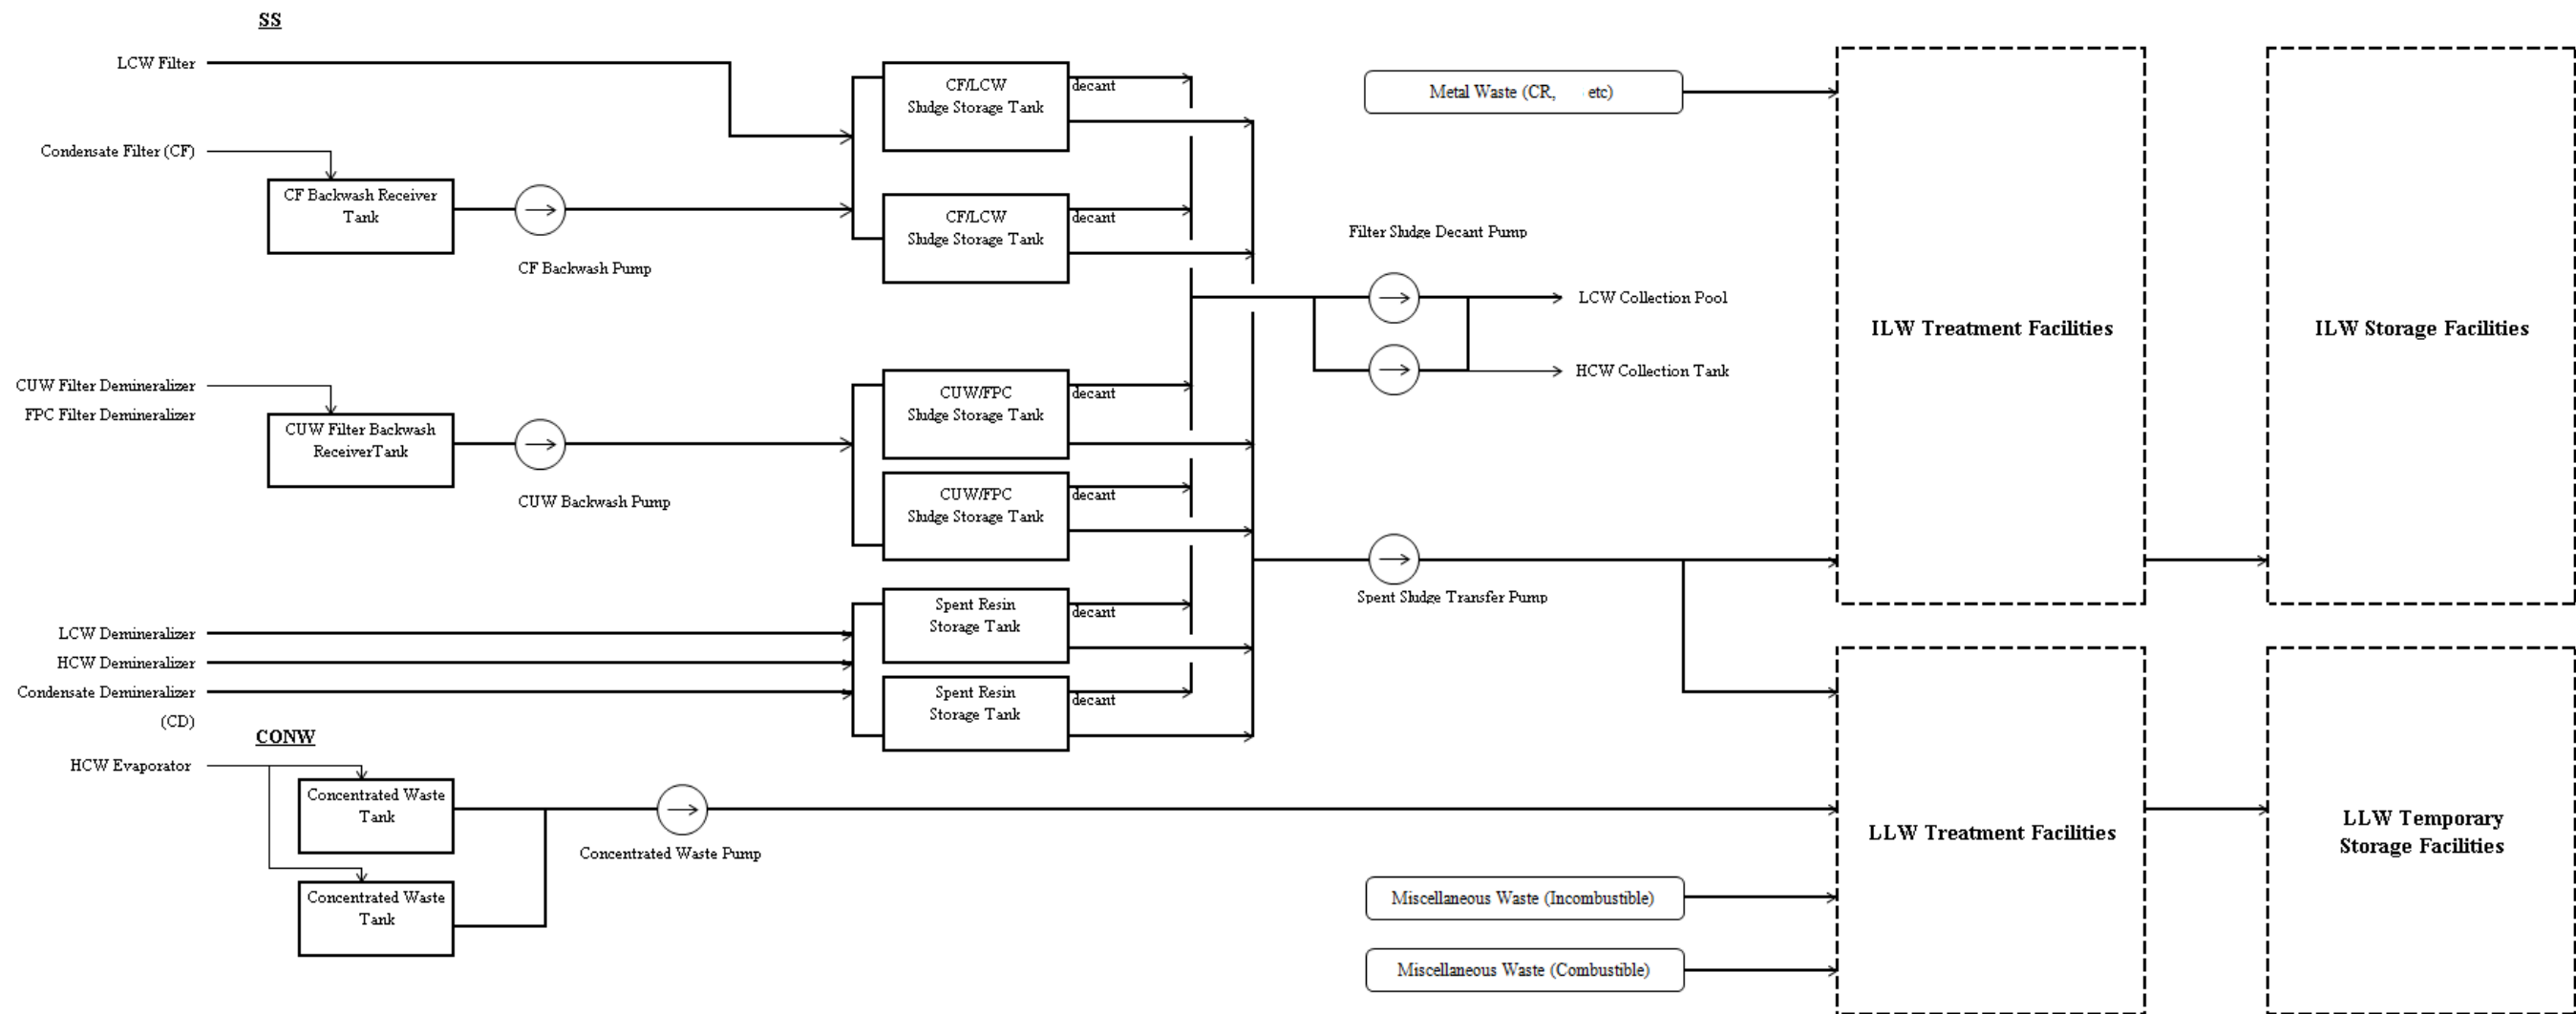 SS
LCW Filter
Condensate Filter (CF)
CF Backwash Receiver
Tank
CF Backwash Pump
CF/LCW
Sludge Storage Tank
decant
CF/LCW
Sludge Storage Tank
decant
Metal Waste (CR, etc)
Filter Sludge Decant Pump
LCW Collection Pool
HCW Collection Tank
ILW Treatment Facilities
ILW Storage Facilities
CUW Filter Demineralizer
FPC Filter Demineralizer
CUW Filter Backwash
ReceiverTank
CUW Backwash Pump
CUW/FPC
Sludge Storage Tank
decant
CUW/FPC
Sludge Storage Tank
decant
Spent Sludge Transfer Pump
LCW Demineralizer
HCW Demineralizer
Condensate Demineralizer
(CD)
Spent Resin
Storage Tank
decant
Spent Resin
Storage Tank
decant
CONW
HCW Evaporator
Concentrated Waste
Tank
Concentrated Waste
Tank
Concentrated Waste Pump
LLW Treatment Facilities
LLW Temporary
Storage Facilities
Miscellaneous Waste (Incombustible)
Miscellaneous Waste (Combustible)